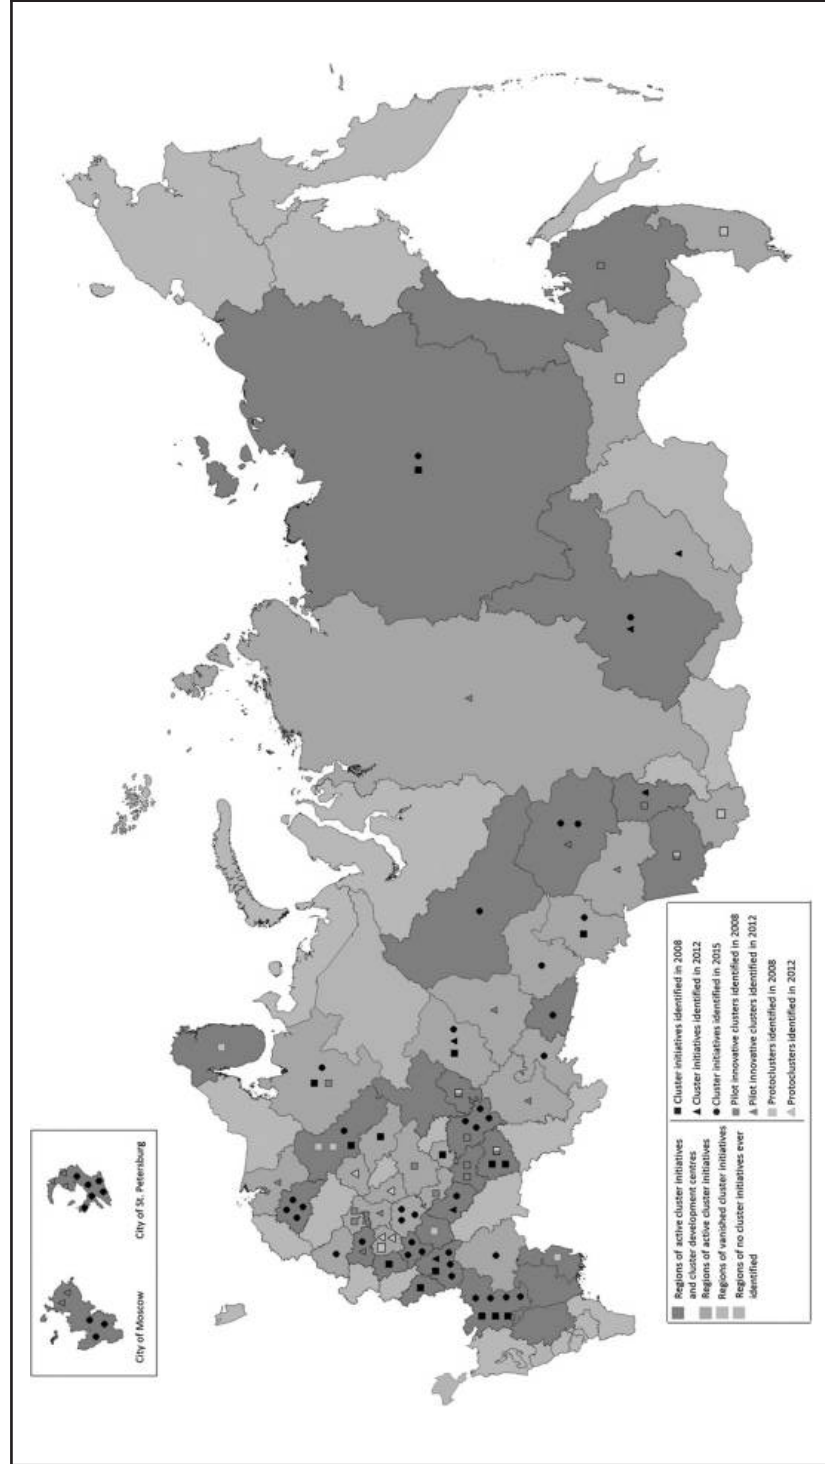 City of St. Petersburg
City of Moscow
Regions of active cluster initiatives
and cluster development centres
Regions of active cluster initiatives
Regions of vanished cluster initiatives
Regions of no cluster initiatives ever
identified
Cluster initiatives identified in 2008
Cluster initiatives identified in 2012
Cluster initiatives identified in 2015
Pilot innovative clusters identified in 2008
Pilot innovative clusters identified in 2012
Protoclusters identified in 2008
Protoclusters identified in 2012